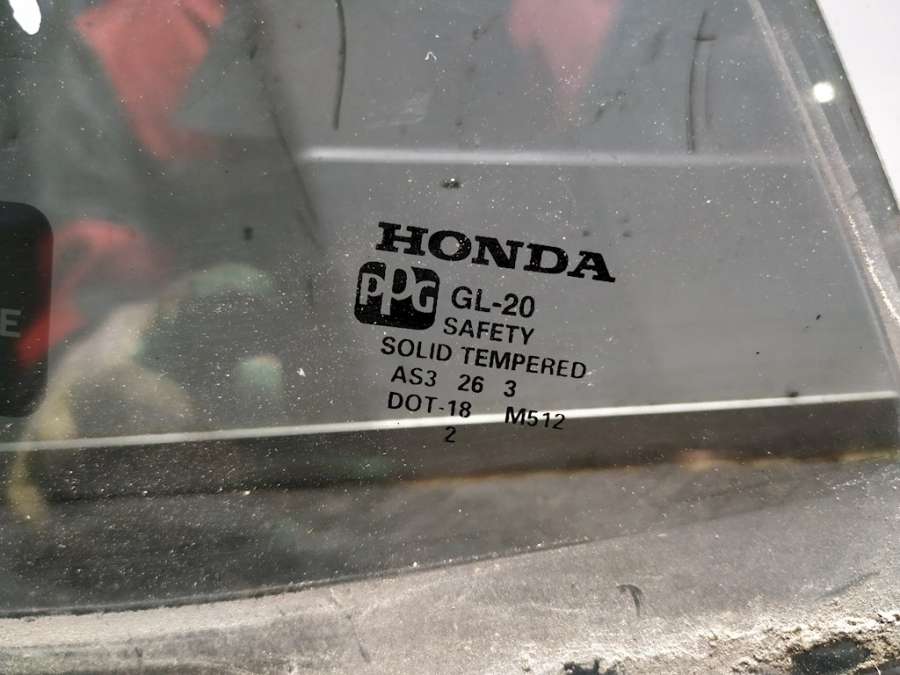 HONDA
PPG GL-20
SAFETY
SOLID TEMPERED
AS3 26 3
DOT-18 M512
2
E